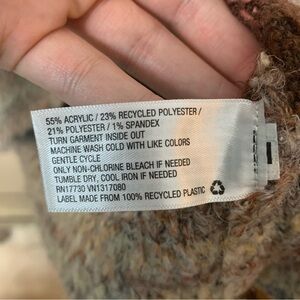 55% ACRYLIC / 23% RECYCLED POLYESTER /
21% POLYESTER / 1% SPANDEX
TURN GARMENT INSIDE OUT
MACHINE WASH COLD WITH LIKE COLORS
GENTLE CYCLE
ONLY NON-CHLORINE BLEACH IF NEEDED
TUMBLE DRY, COOL IRON IF NEEDED
RN17730 VN1317080
LABEL MADE FROM 100% RECYCLED PLASTIC